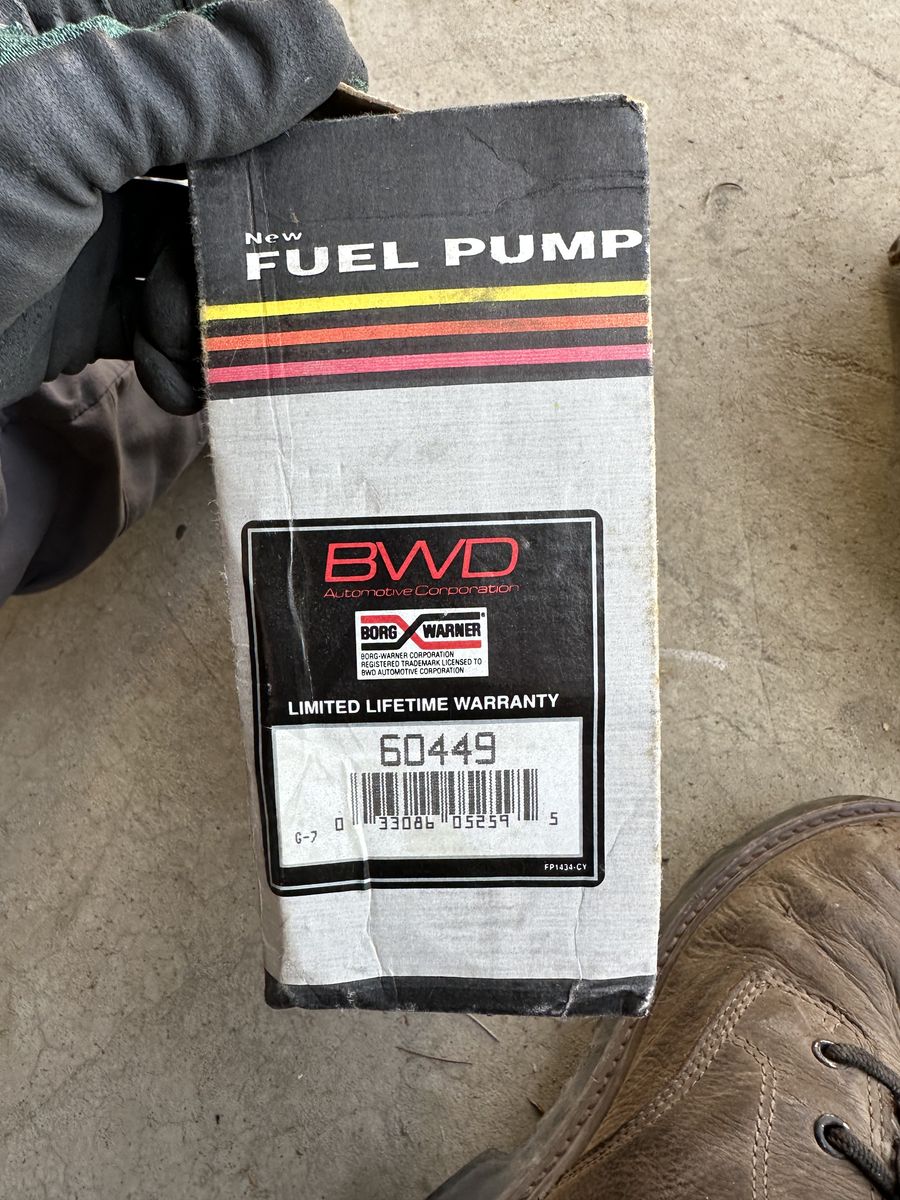 New
FUEL PUMP
BWD
Automotive Corporation
BORG WARNER®
BORG-WARNER CORPORATION
REGISTERED TRADEMARK LICENSED TO
BWD AUTOMOTIVE CORPORATION
LIMITED LIFETIME WARRANTY
60449
G-7 0 33086 05259 5
FP1434-CY